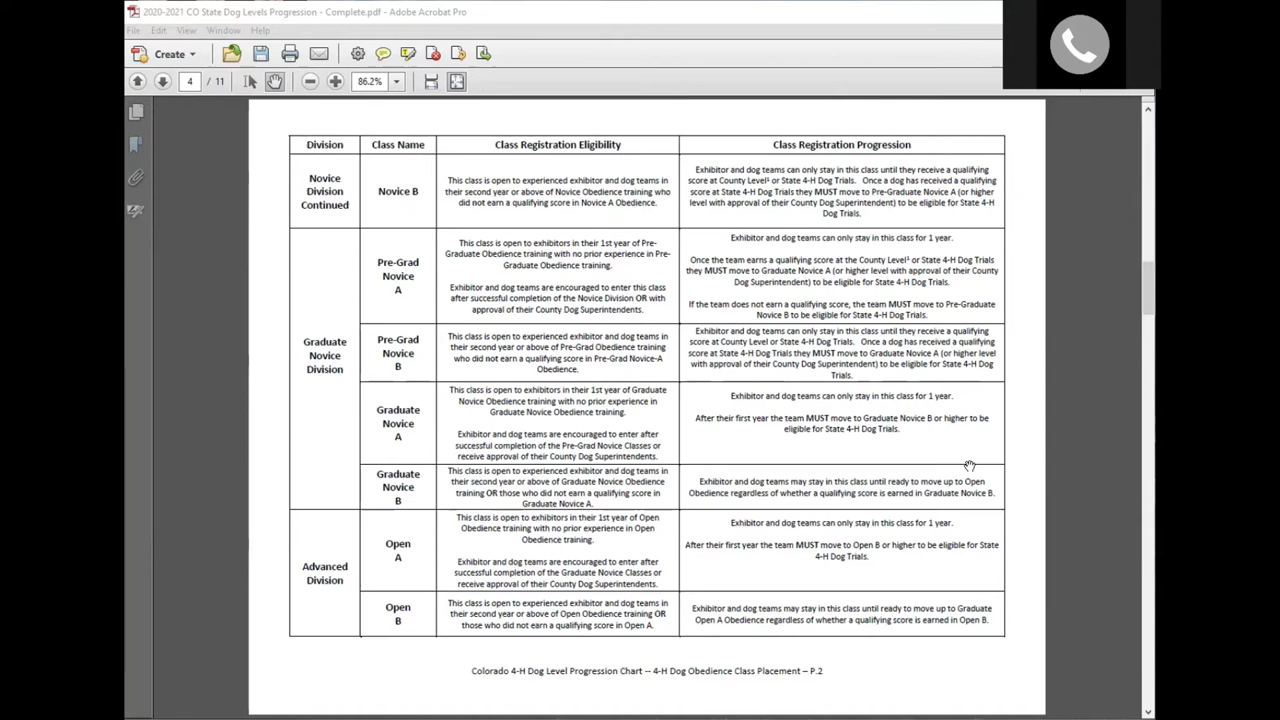 2020-2021 CO State Dog Levels Progression - Complete.pdf - Adobe Acrobat Pro
File Edit View Window Help
Create
4 / 11 86.2%
Division Class Name Class Registration Eligibility Class Registration Progression
Novice
Division
Continued
Novice B
This class is open to experienced exhibitor and dog teams in
their second year or above of Novice Obedience training who
did not earn a qualifying score in Novice A Obedience.
Exhibitor and dog teams can only stay in this class until they receive a qualifying
score at County Level¹ or State 4-H Dog Trials. Once a dog has received a qualifying
score at State 4-H Dog Trials they MUST move to Pre-Graduate Novice A (or higher
level with approval of their County Dog Superintendent) to be eligible for State 4-H
Dog Trials.
Graduate
Novice
Division
Pre-Grad
Novice
A
This class is open to exhibitors in their 1st year of Pre-
Graduate Obedience training with no prior experience in Pre-
Graduate Obedience training.
Exhibitor and dog teams are encouraged to enter this class
after successful completion of the Novice Division OR with
approval of their County Dog Superintendents.
Exhibitor and dog teams can only stay in this class for 1 year.
Once the team earns a qualifying score at the County Level¹ or State 4-H Dog Trials
they MUST move to Graduate Novice A (or higher level with approval of their County
Dog Superintendent) to be eligible for State 4-H Dog Trials.
If the team does not earn a qualifying score, the team MUST move to Pre-Graduate
Novice B to be eligible for State 4-H Dog Trials.
Pre-Grad
Novice
B
This class is open to experienced exhibitor and dog teams in
their second year or above of Pre-Grad Obedience training
who did not earn a qualifying score in Pre-Grad Novice-A
Obedience.
Exhibitor and dog teams can only stay in this class until they receive a qualifying
score at County Level or State 4-H Dog Trials. Once a dog has received a qualifying
score at State 4-H Dog Trials they MUST move to Graduate Novice A (or higher level
with approval of their County Dog Superintendent) to be eligible for State 4-H Dog
Trials.
Graduate
Novice
A
This class is open to exhibitors in their 1st year of Graduate
Novice Obedience training with no prior experience in
Graduate Novice Obedience training.
Exhibitor and dog teams are encouraged to enter after
successful completion of the Pre-Grad Novice Classes or
receive approval of their County Dog Superintendents.
Exhibitor and dog teams can only stay in this class for 1 year.
After their first year the team MUST move to Graduate Novice B or higher to be
eligible for State 4-H Dog Trials.
Graduate
Novice
B
This class is open to experienced exhibitor and dog teams in
their second year or above of Graduate Novice Obedience
training OR those who did not earn a qualifying score in
Graduate Novice A.
Exhibitor and dog teams may stay in this class until ready to move up to Open
Obedience regardless of whether a qualifying score is earned in Graduate Novice B.
Advanced
Division
Open
A
This class is open to exhibitors in their 1st year of Open
Obedience training with no prior experience in Open
Obedience training.
Exhibitor and dog teams are encouraged to enter after
successful completion of the Graduate Novice Classes or
receive approval of their County Dog Superintendents.
Exhibitor and dog teams can only stay in this class for 1 year.
After their first year the team MUST move to Open B or higher to be eligible for State
4-H Dog Trials.
Open
B
This class is open to experienced exhibitor and dog teams in
their second year or above of Open Obedience training OR
those who did not earn a qualifying score in Open A.
Exhibitor and dog teams may stay in this class until ready to move up to Graduate
Open A Obedience regardless of whether a qualifying score is earned in Open B.
Colorado 4-H Dog Level Progression Chart -- 4-H Dog Obedience Class Placement – P.2